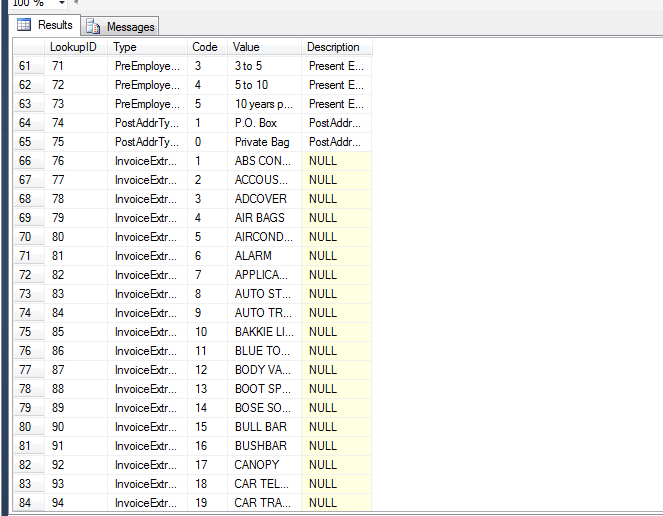 100 %
Results Messages
LookupID Type Code Value Description
61 71 PreEmploye... 3 3 to 5 Present E...
62 72 PreEmploye... 4 5 to 10 Present E...
63 73 PreEmploye... 5 10 years p... Present E...
64 74 PostAddrTy... 1 P.O. Box PostAddr...
65 75 PostAddrTy... 0 Private Bag PostAddr...
66 76 InvoiceExtr... 1 ABS CON... NULL
67 77 InvoiceExtr... 2 ACCOUS... NULL
68 78 InvoiceExtr... 3 ADCOVER NULL
69 79 InvoiceExtr... 4 AIR BAGS NULL
70 80 InvoiceExtr... 5 AIRCOND... NULL
71 81 InvoiceExtr... 6 ALARM NULL
72 82 InvoiceExtr... 7 APPLICA... NULL
73 83 InvoiceExtr... 8 AUTO ST... NULL
74 84 InvoiceExtr... 9 AUTO TR... NULL
75 85 InvoiceExtr... 10 BAKKIE LI... NULL
76 86 InvoiceExtr... 11 BLUE TO... NULL
77 87 InvoiceExtr... 12 BODY VA... NULL
78 88 InvoiceExtr... 13 BOOT SP... NULL
79 89 InvoiceExtr... 14 BOSE SO... NULL
80 90 InvoiceExtr... 15 BULL BAR NULL
81 91 InvoiceExtr... 16 BUSHBAR NULL
82 92 InvoiceExtr... 17 CANOPY NULL
83 93 InvoiceExtr... 18 CAR TEL... NULL
84 94 InvoiceExtr... 19 CAR TRA... NULL